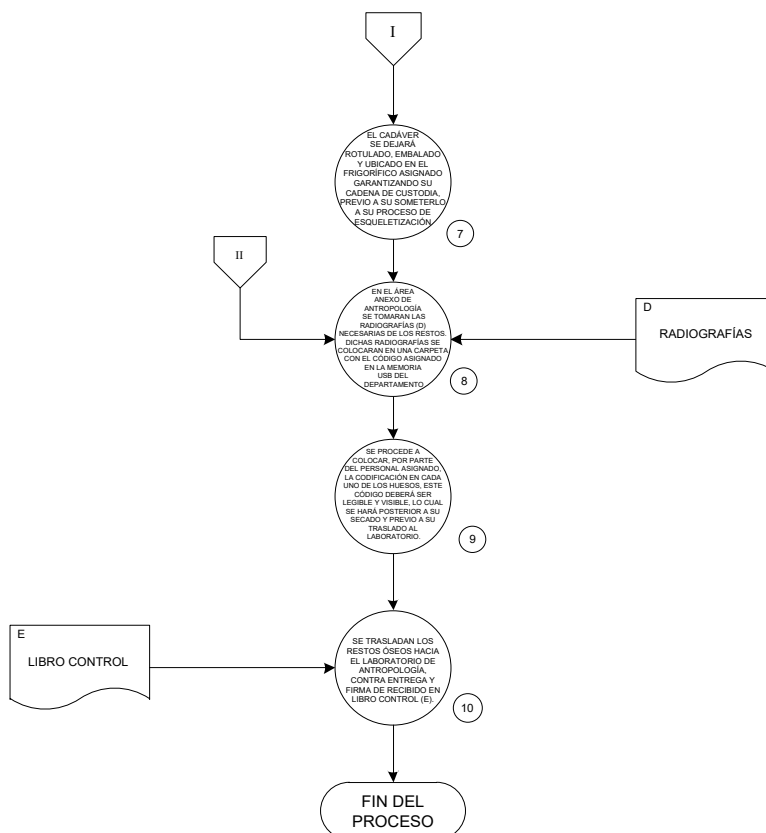 I
EL CADÁVER
SE DEJARÁ
ROTULADO, EMBALADO
Y UBICADO EN EL
FRIGORÍFICO ASIGNADO
GARANTIZANDO SU
CADENA DE CUSTODIA,
PREVIO A SU SOMETERLO
A SU PROCESO DE
ESQUELETIZACIÓN
7
II
EN EL ÁREA
ANEXO DE
ANTROPOLOGÍA
SE TOMARAN LAS
RADIOGRAFÍAS (D)
NECESARIAS DE LOS RESTOS.
DICHAS RADIOGRAFÍAS SE
COLOCARAN EN UNA CARPETA
CON EL CÓDIGO ASIGNADO
EN LA MEMORIA
USB DEL
DEPARTAMENTO
8
D
RADIOGRAFÍAS
SE PROCEDE A
COLOCAR, POR PARTE
DEL PERSONAL ASIGNADO,
LA CODIFICACIÓN EN CADA
UNO DE LOS HUESOS, ESTE
CÓDIGO DEBERÁ SER
LEGIBLE Y VISIBLE, LO CUAL
SE HARÁ POSTERIOR A SU
SECADO Y PREVIO A SU
TRASLADO AL
LABORATORIO.
9
E
LIBRO CONTROL
SE TRASLADAN LOS
RESTOS ÓSEOS HACIA
EL LABORATORIO DE
ANTROPOLOGÍA,
CONTRA ENTREGA Y
FIRMA DE RECIBIDO EN
LIBRO CONTROL (E).
10
FIN DEL
PROCESO